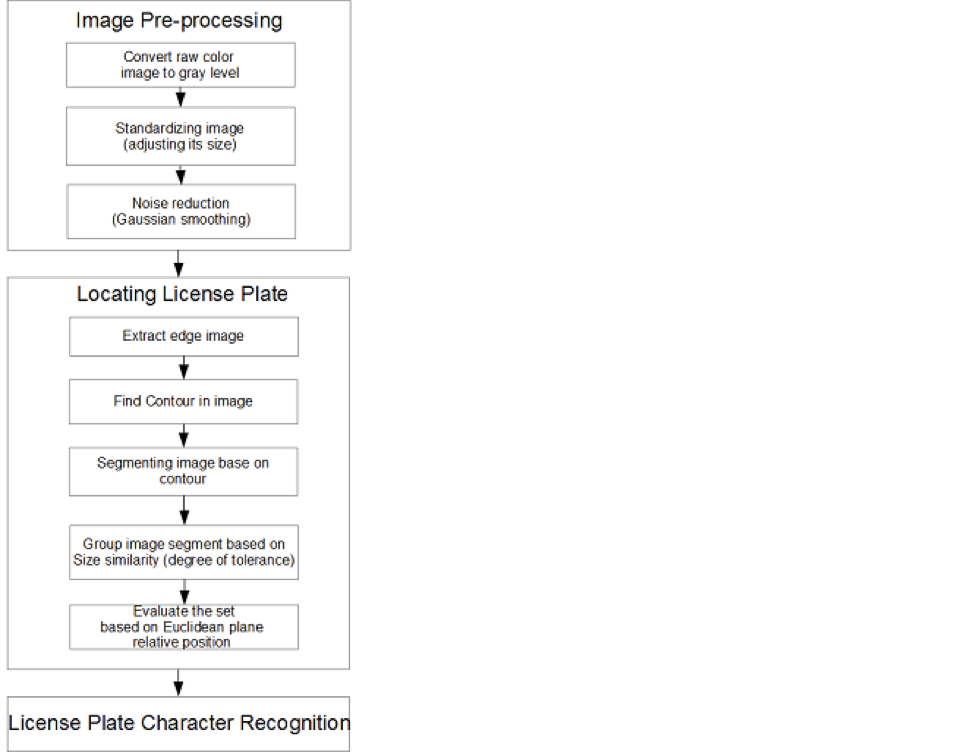 Image Pre-processing
Convert raw color
image to gray level
Standardizing image
(adjusting its size)
Noise reduction
(Gaussian smoothing)
Locating License Plate
Extract edge image
Find Contour in image
Segmenting image base on
contour
Group image segment based on
Size similarity (degree of tolerance)
Evaluate the set
based on Euclidean plane
relative position
License Plate Character Recognition